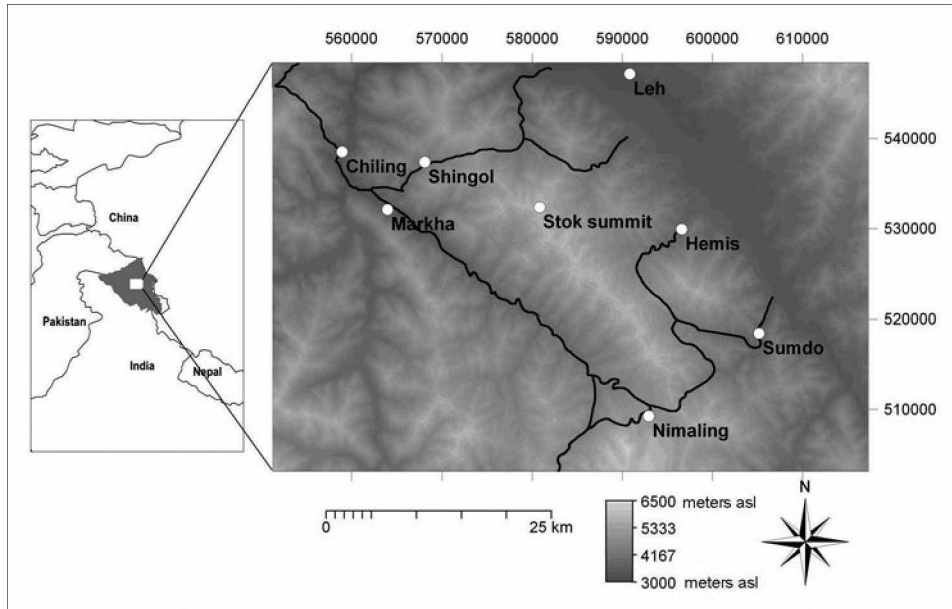 560000 570000 580000 590000 600000 610000
Leh
540000
Chiling
Shingol
Markha
Stok summit
530000
Hemis
520000
Sumdo
510000
Nimaling
China
Pakistan
India
Nepal
N
0 25 km
6500 meters asl
5333
4167
3000 meters asl